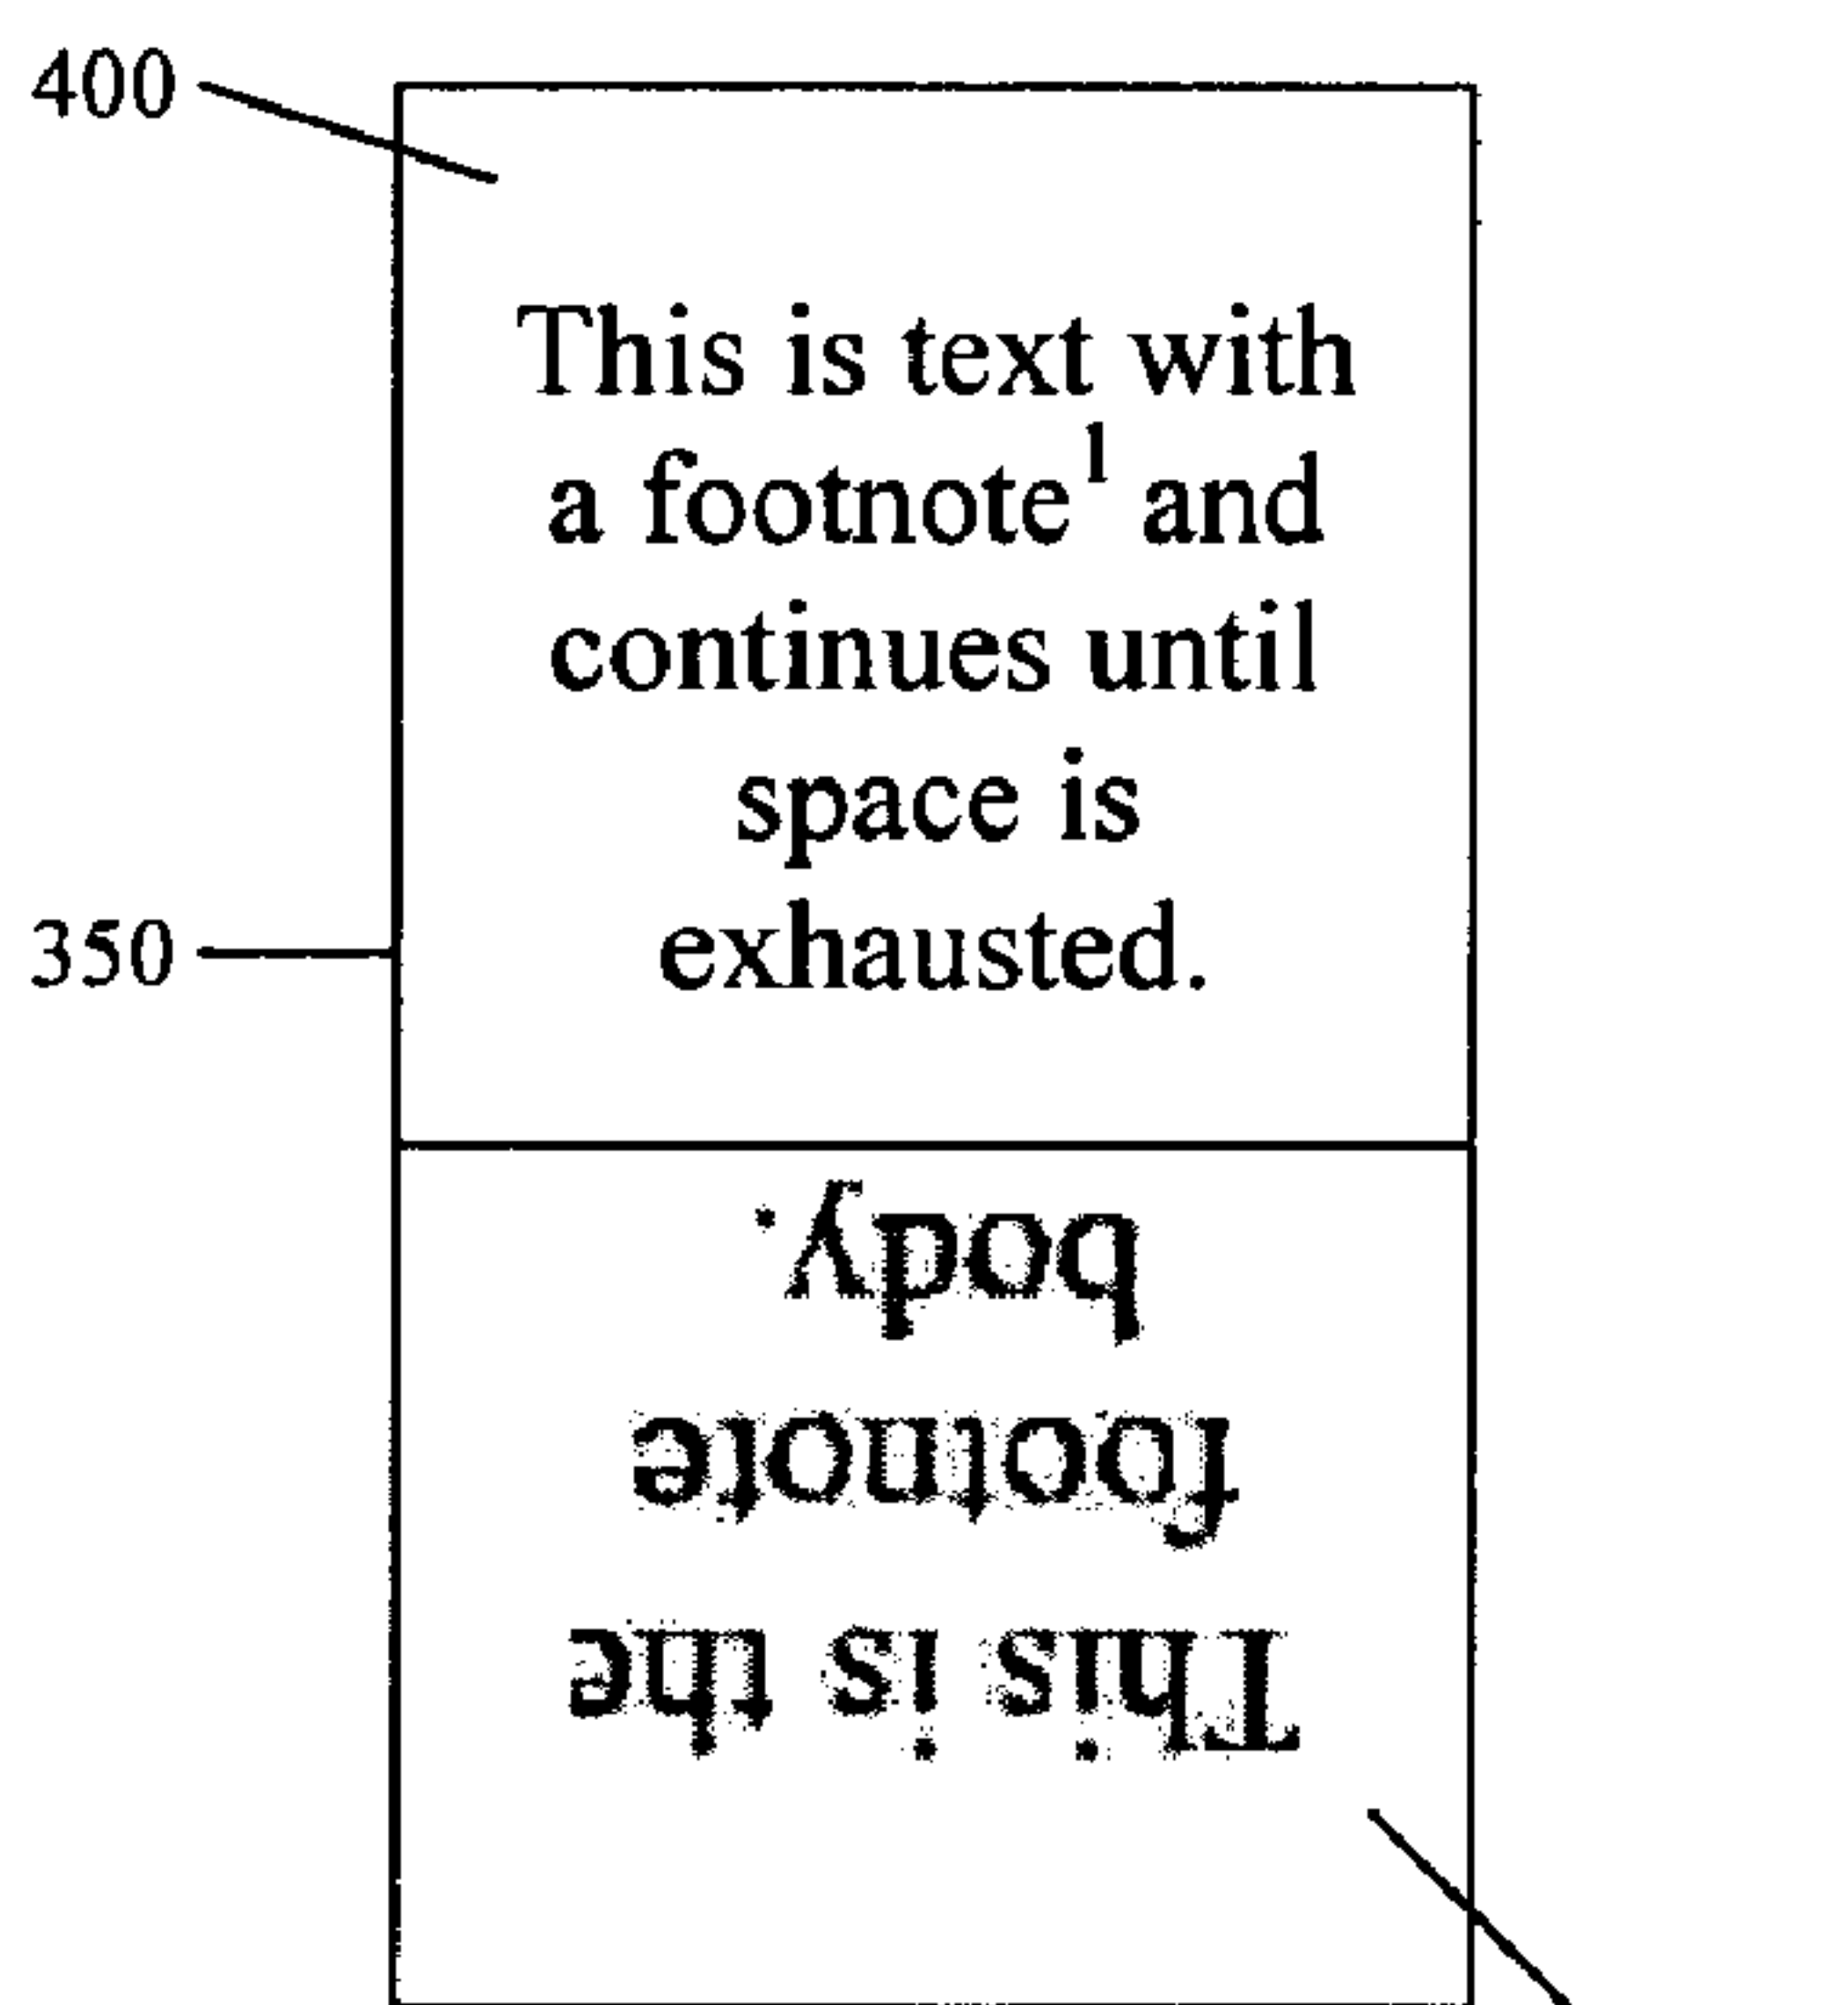 400
This is text with
a footnote1 and
continues until
space is
exhausted.
350
This is the
footnote
body.